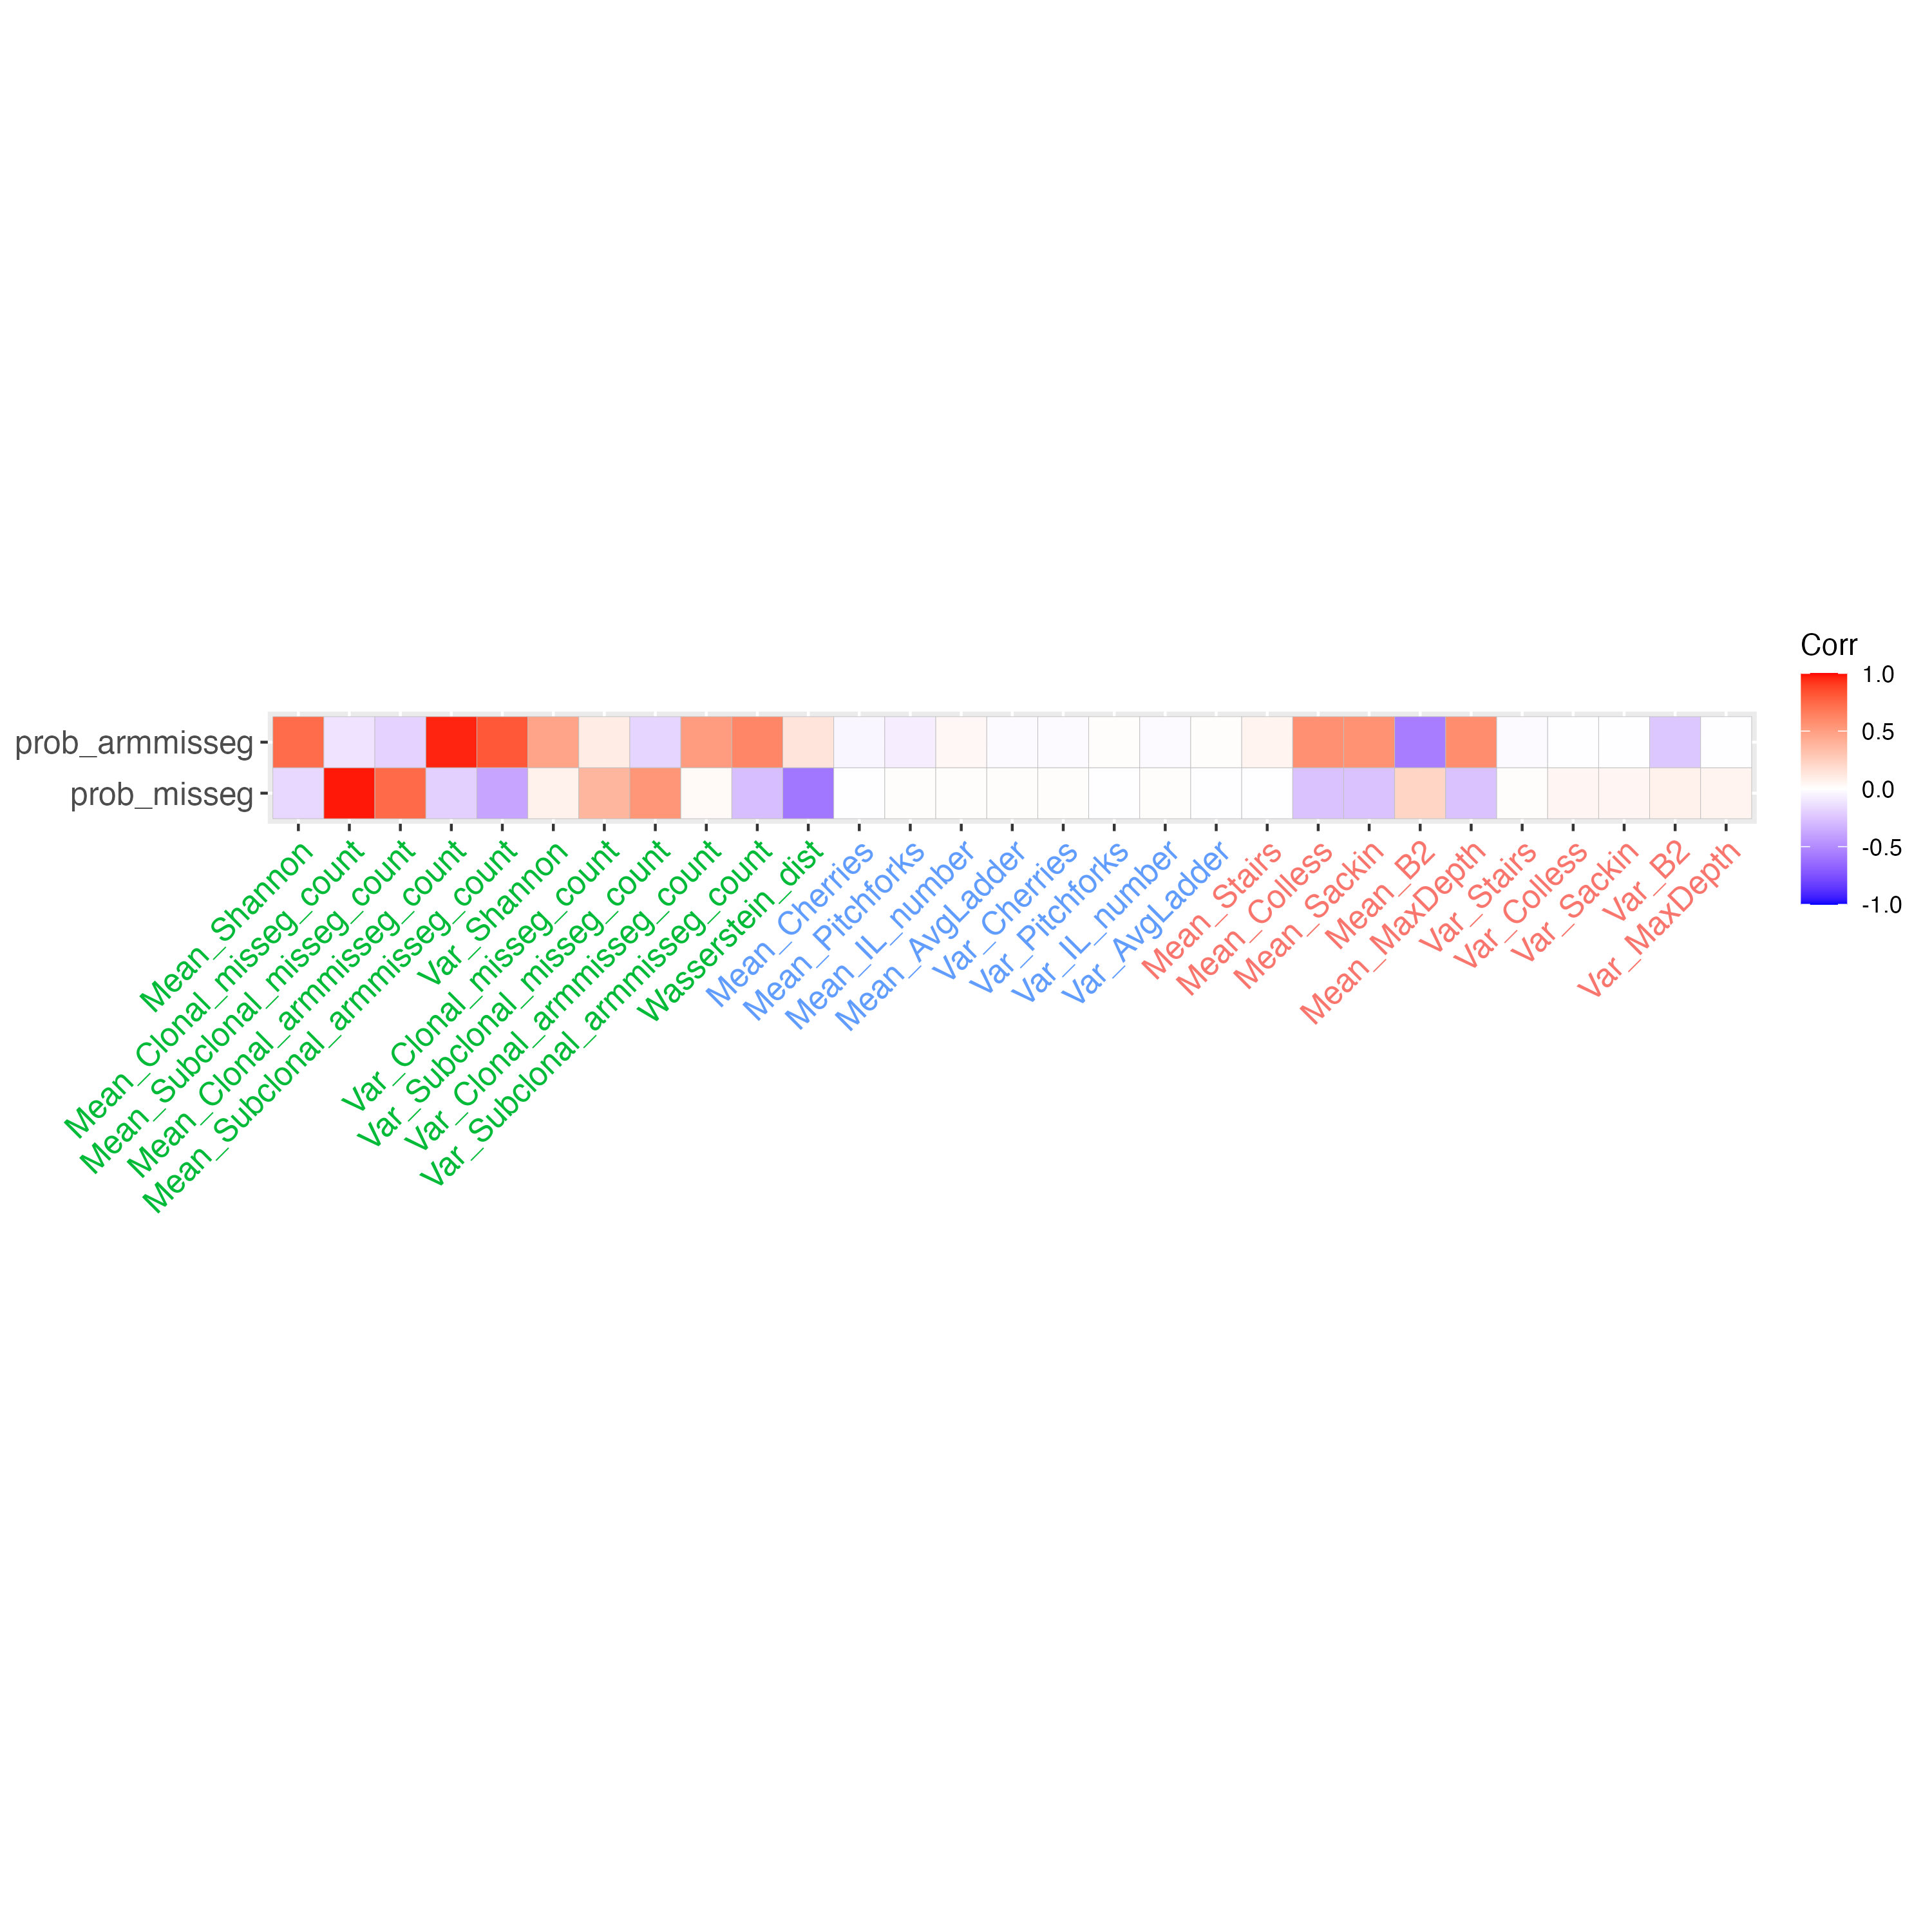 Corr
1.0
0.5
0.0
-0.5
-1.0
prob_armmisseg
prob_misseg
Mean_Shannon
Mean_Clonal_misseg_count
Mean_Subclonal_misseg_count
Mean_Clonal_armmisseg_count
Mean_Subclonal_armmisseg_count
Var_Shannon
Var_Clonal_misseg_count
Var_Subclonal_misseg_count
Var_Clonal_armmisseg_count
Var_Subclonal_armmisseg_count
Wasserstein_dist
Mean_Cherries
Mean_Pitchforks
Mean_IL_number
Mean_AvgLadder
Var_Cherries
Var_Pitchforks
Var_IL_number
Var_AvgLadder
Mean_Stairs
Mean_Colless
Mean_Sackin
Mean_B2
Mean_MaxDepth
Var_Stairs
Var_Colless
Var_Sackin
Var_B2
Var_MaxDepth